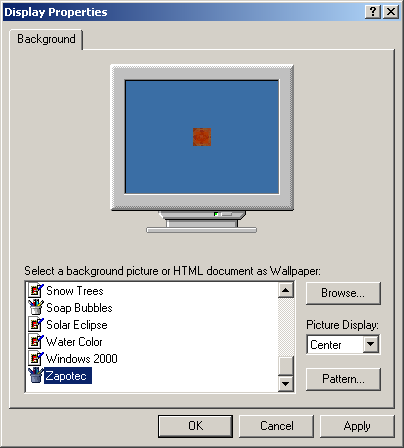 Display Properties
Background
Select a background picture or HTML document as Wallpaper:
Snow Trees
Soap Bubbles
Solar Eclipse
Water Color
Windows 2000
Zapotec
Browse...
Picture Display:
Center
Pattern...
OK
Cancel
Apply